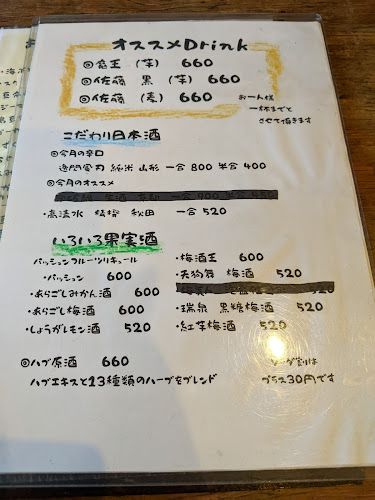 オススメDrink
◎竜王 (芋) 660
◎佐藤 黒 (芋) 660
◎佐藤 (麦) 660
お一人様
一杯までと
させて頂きます
こだわり日本酒
◎今月の辛口
純米 山形 一合 800 半合 400
◎今月のオススメ
・高清水 秋田 一合 520
いろいろ果実酒
パッションフルーツリキュール
・パッション 600
・あらごしみかん酒 600
・あらごし梅酒 600
・しょうがレモン酒 520
・梅酒王 600
・天狗舞 梅酒 520
・瑞泉 黒糖梅酒 520
・紅芋梅酒 520
◎ハブ原酒 660
ハブエキスと13種類のハーブをブレンド
ソーダ割りは
プラス30円です